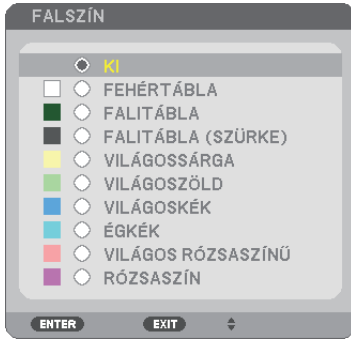 FALSZÍN
KI
FEHÉRTÁBLA
FALITÁBLA
FALITÁBLA (SZÜRKE)
VILÁGOSSÁRGA
VILÁGOSZÖLD
VILÁGOSKÉK
ÉGKÉK
VILÁGOS RÓZSASZÍNŰ
RÓZSASZÍN
ENTER EXIT